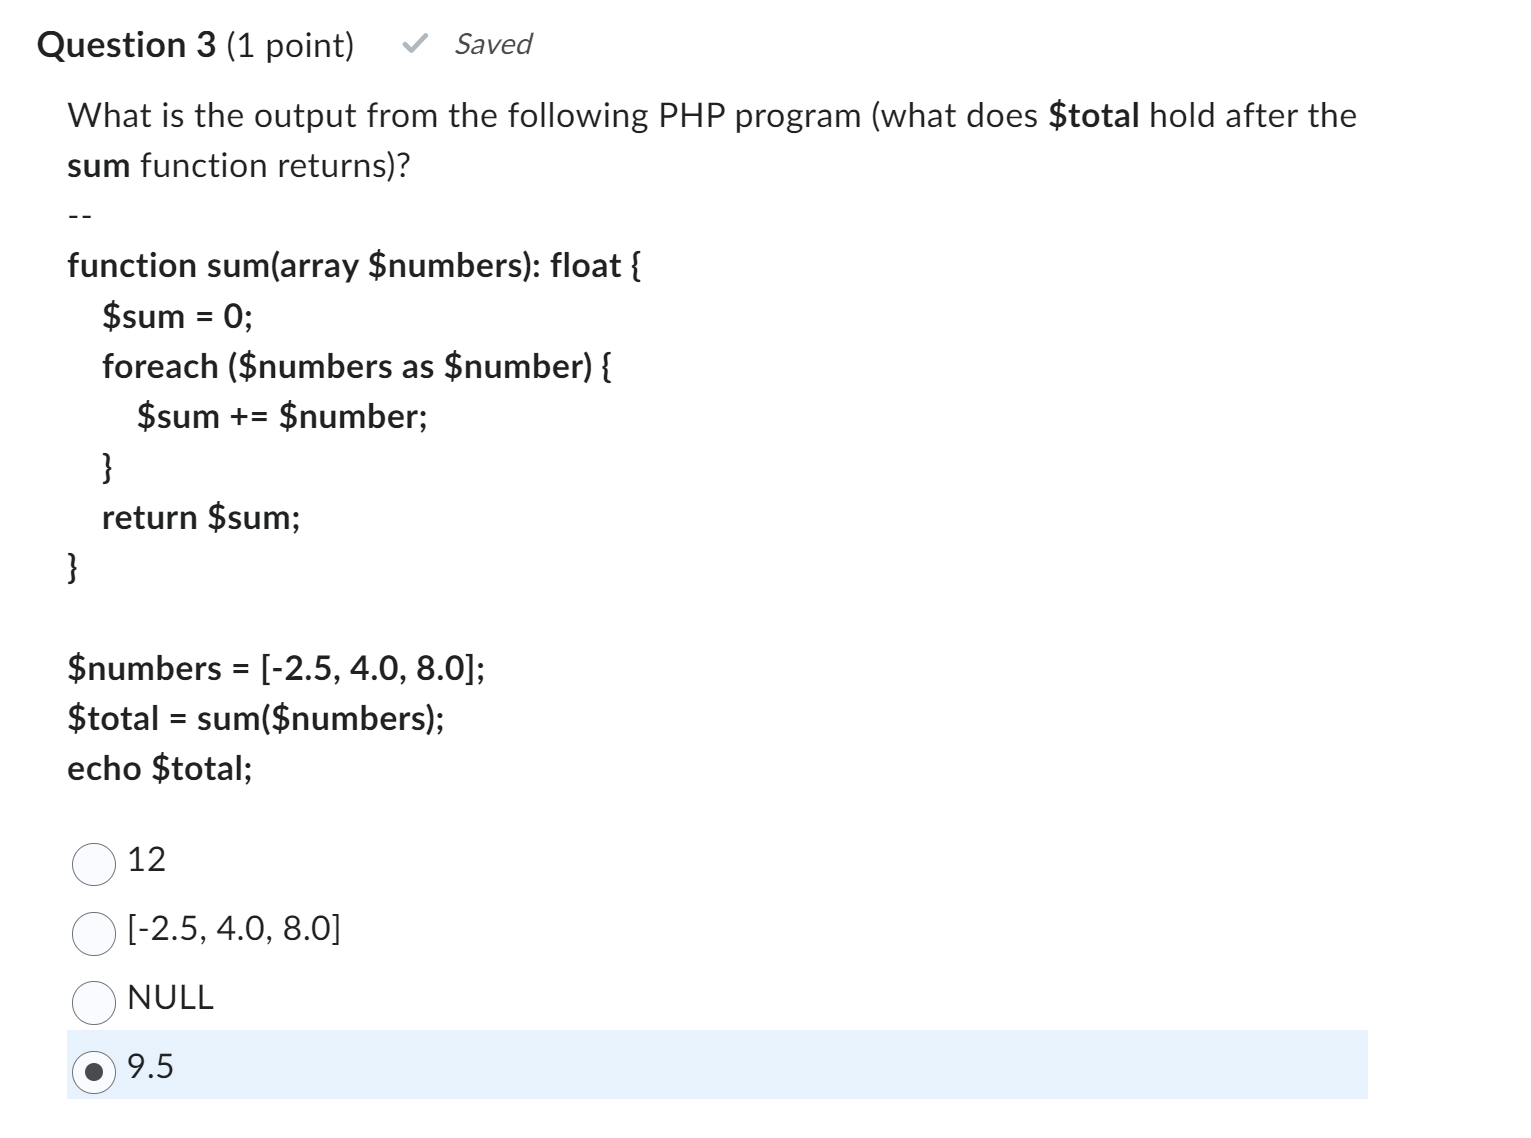 Question 3 (1 point) Saved
What is the output from the following PHP program (what does $total hold after the
sum function returns)?
--
function sum(array $numbers): float {
$sum = 0;
foreach ($numbers as $number) {
$sum += $number;
}
return $sum;
}
$numbers = [-2.5, 4.0, 8.0];
$total = sum($numbers);
echo $total;
12
[-2.5, 4.0, 8.0]
NULL
9.5